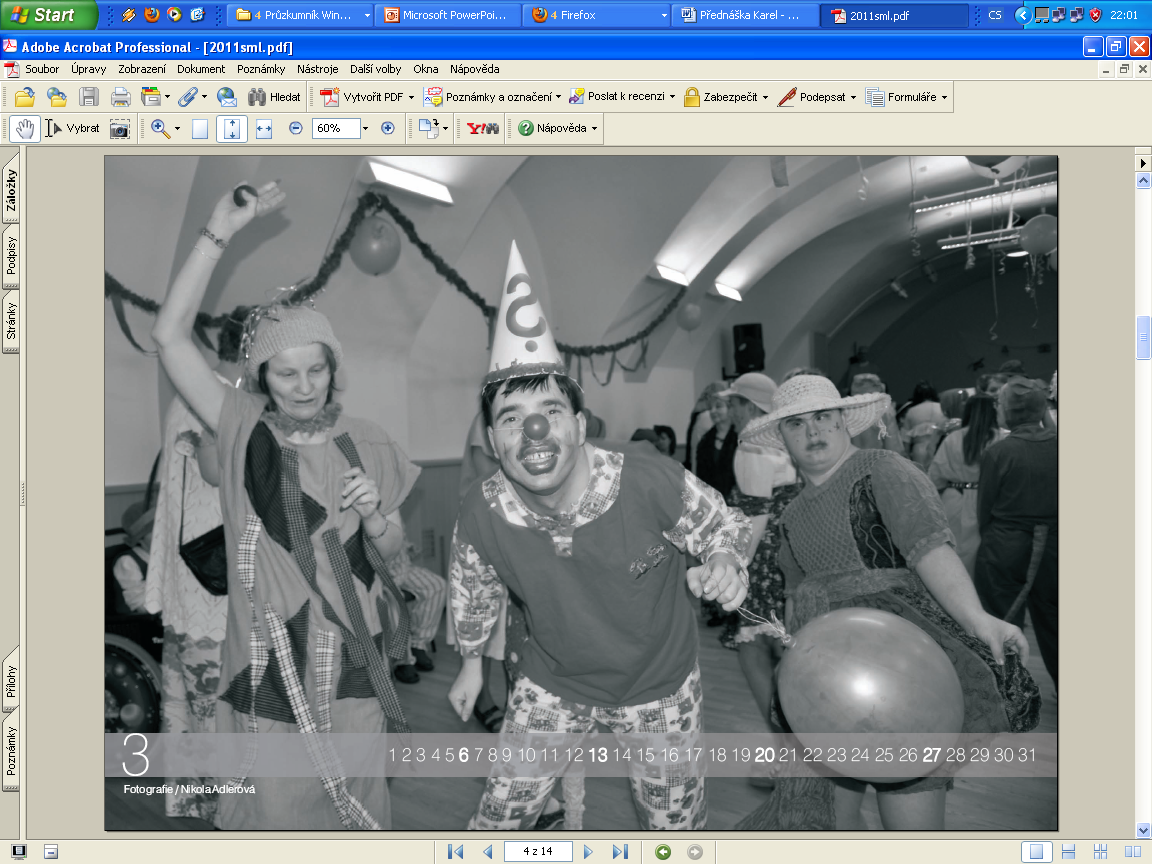 Start
4 Průzkumník Win...
Microsoft PowerPoi...
4 Firefox
Přednáška Karel - ...
2011sml.pdf
CS
22:01
Adobe Acrobat Professional - [2011sml.pdf]
Soubor Úpravy Zobrazení Dokument Poznámky Nástroje Další volby Okna Nápověda
Hledat Vytvořit PDF Poznámky a označení Poslat k recenzi Zabezpečit Podepsat Formuláře
Vybrat 60% Y! Nápověda
Záložky
Podpisy
Stránky
Přílohy
Poznámky
?
3
1 2 3 4 5 6 7 8 9 10 11 12 13 14 15 16 17 18 19 20 21 22 23 24 25 26 27 28 29 30 31
Fotografie / Nikola Adlerová
4 z 14